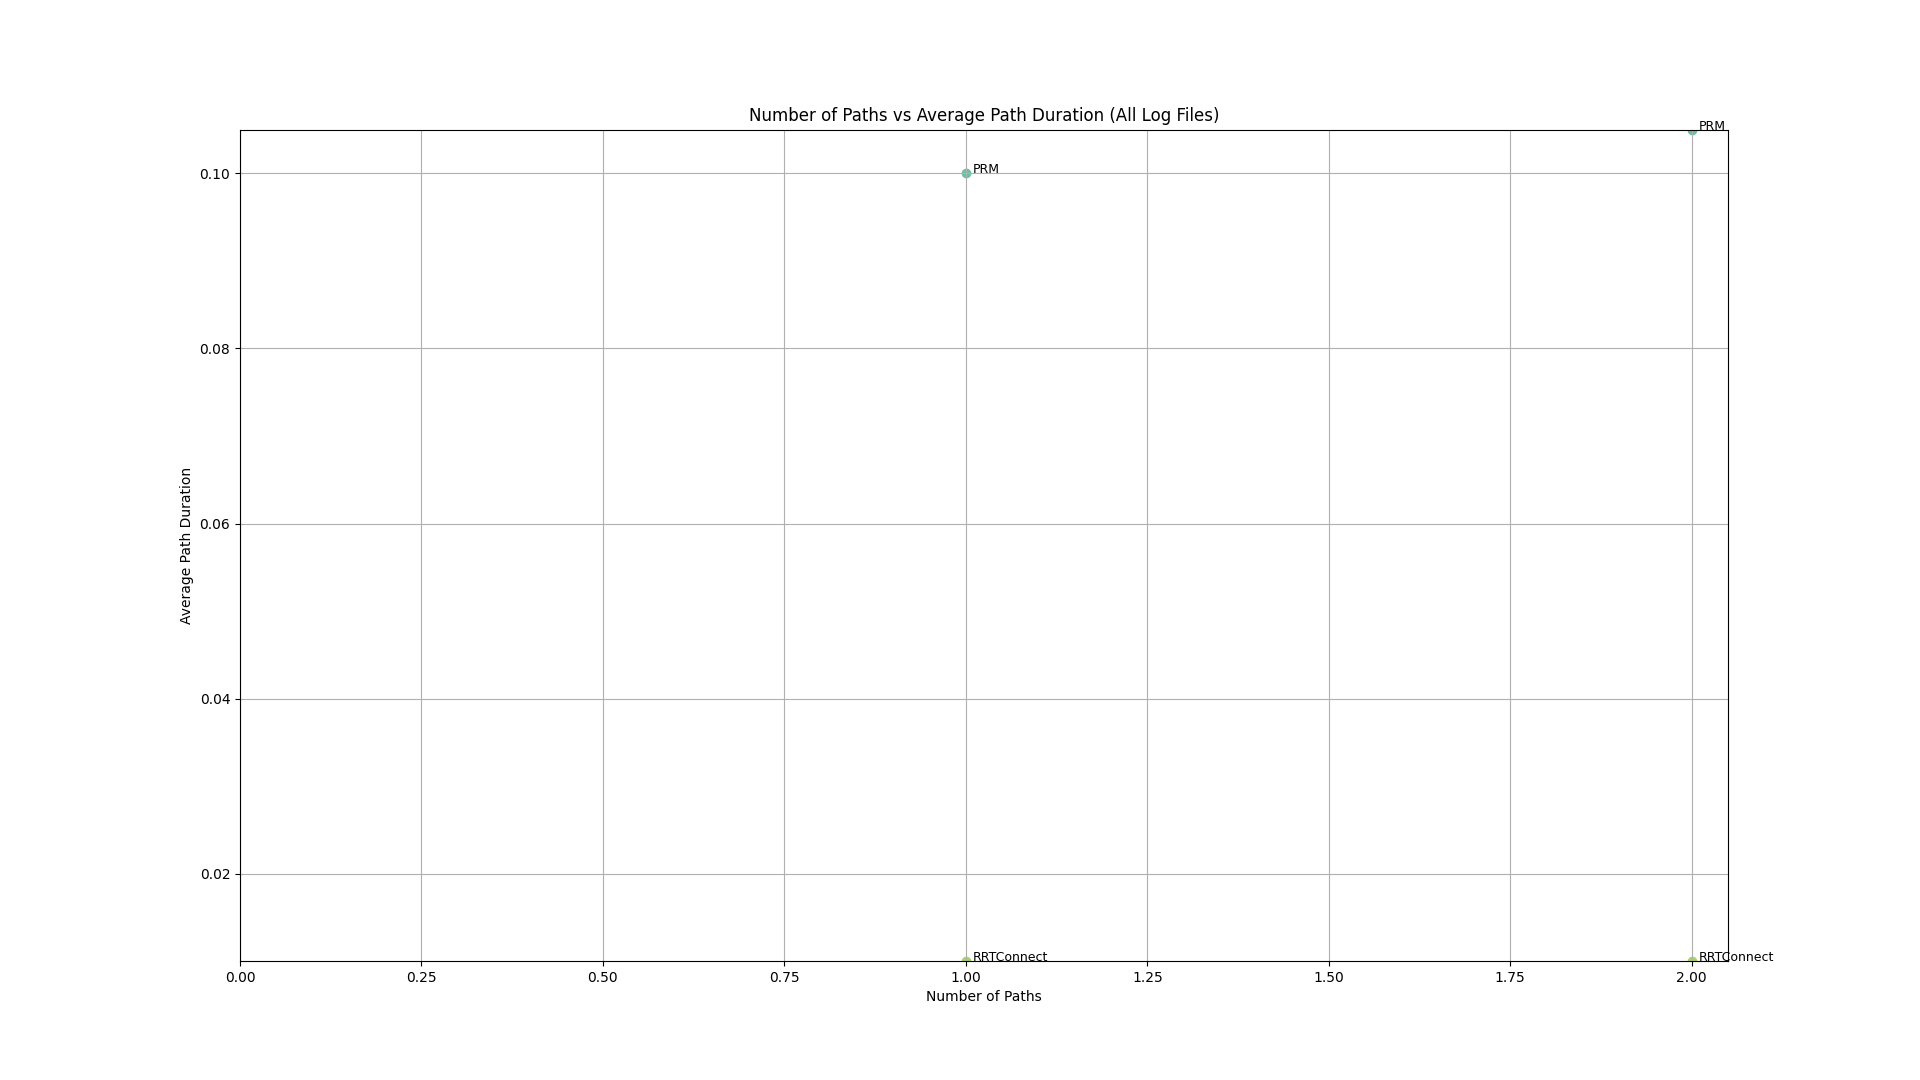 Number of Paths vs Average Path Duration (All Log Files)
PRM
0.10
PRM
0.08
0.06
Average Path Duration
0.04
0.02
RRTConnect
RRTConnect
0.00
0.25
0.50
0.75
1.00
1.25
1.50
1.75
2.00
Number of Paths